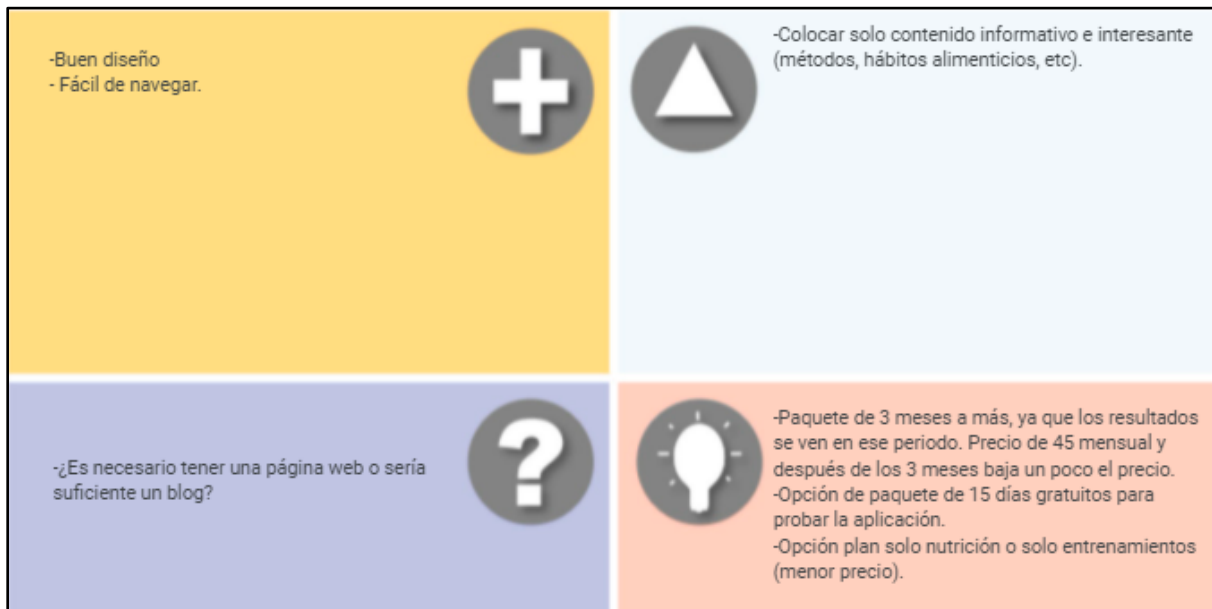 -Buen diseño
- Fácil de navegar.
-Colocar solo contenido informativo e interesante
(métodos, hábitos alimenticios, etc).
-¿Es necesario tener una página web o sería
suficiente un blog?
-Paquete de 3 meses a más, ya que los resultados
se ven en ese periodo. Precio de 45 mensual y
después de los 3 meses baja un poco el precio.
-Opción de paquete de 15 días gratuitos para
probar la aplicación.
-Opción plan solo nutrición o solo entrenamientos
(menor precio).